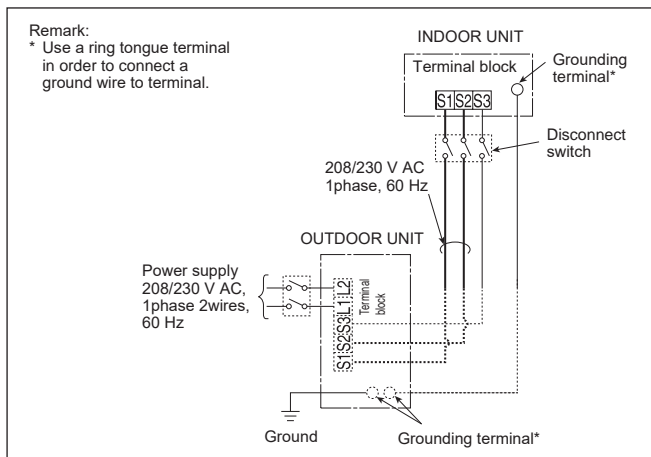 Remark:
* Use a ring tongue terminal
in order to connect a
ground wire to terminal.
INDOOR UNIT
Terminal block
Grounding
terminal*
S1 S2 S3
Disconnect
switch
208/230 V AC
1phase, 60 Hz
OUTDOOR UNIT
Power supply
208/230 V AC,
1phase 2wires,
60 Hz
S1 S2 S3 L1 L2
Terminal
block
Ground
Grounding terminal*